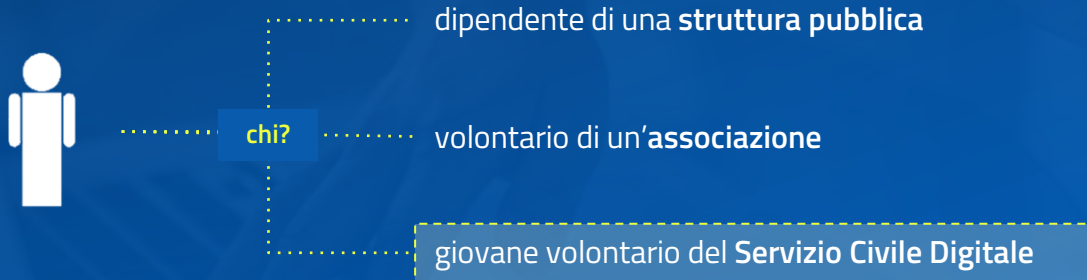 dipendente di una struttura pubblica
chi?
volontario di un’associazione
giovane volontario del Servizio Civile Digitale